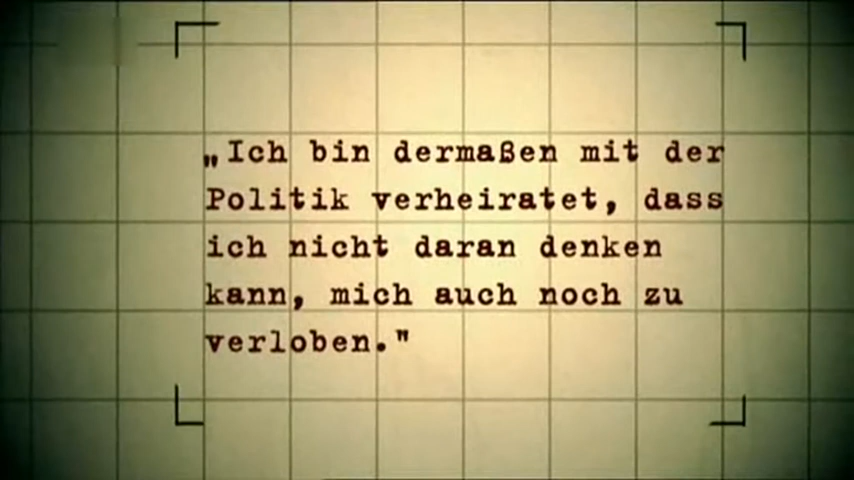 „Ich bin dermaßen mit der
Politik verheiratet, dass
ich nicht daran denken
kann, mich auch noch zu
verloben."